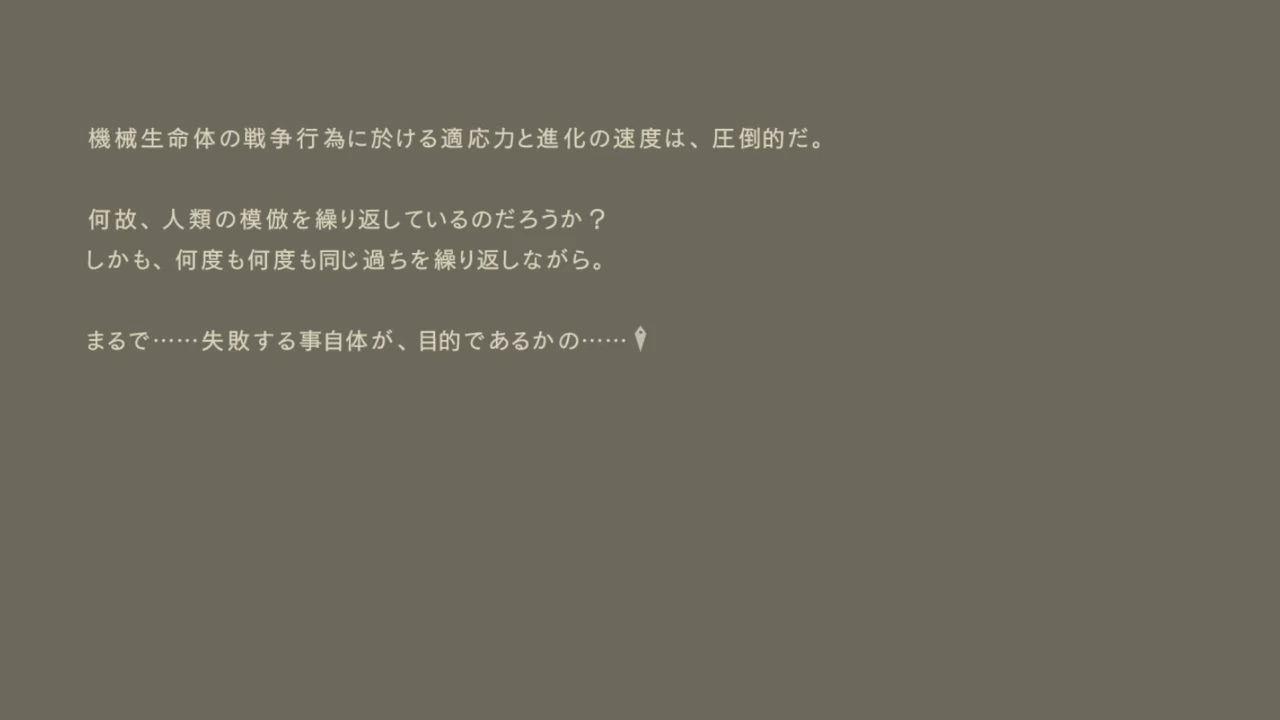 機械生命体の戦争行為に於ける適応力と進化の速度は、圧倒的だ。
何故、人類の模倣を繰り返しているのだろうか？
しかも、何度も何度も同じ過ちを繰り返しながら。
まるで……失敗する事自体が、目的であるかの……